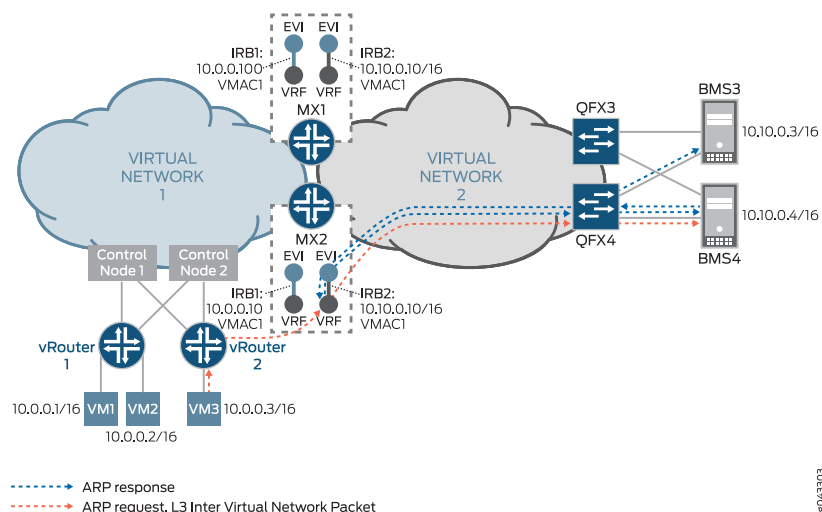 EVI EVI
IRB1:
10.0.0.100
VMAC1
IRB2:
10.10.0.10/16
VMAC1
VRF VRF
MX1
QFX3
BMS3
10.10.0.3/16
VIRTUAL
NETWORK
1
VIRTUAL
NETWORK
2
MX2
QFX4
10.10.0.4/16
BMS4
Control
Node 1
Control
Node 2
EVI EVI
IRB1:
10.0.0.10
VMAC1
IRB2:
10.10.0.10/16
VMAC1
VRF VRF
vRouter
1
vRouter
2
10.0.0.1/16
VM1
VM2
VM3
10.0.0.3/16
10.0.0.2/16
ARP response
ARP request, L3 Inter Virtual Network Packet